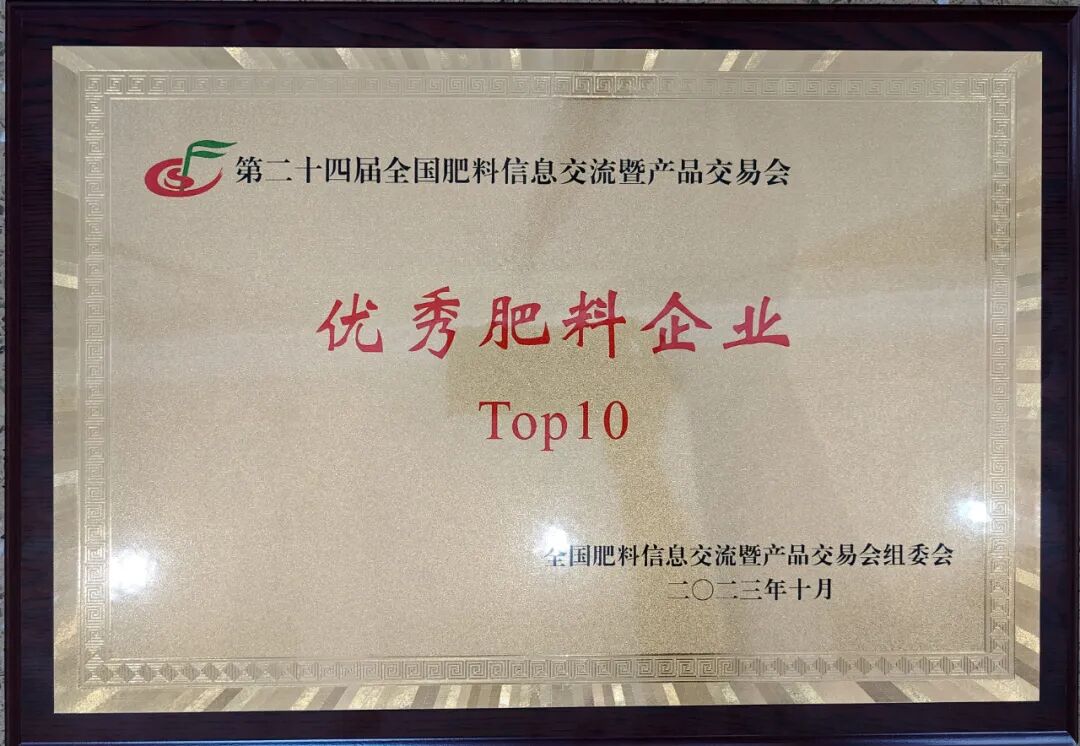 第二十四届全国肥料信息交流暨产品交易会
优秀肥料企业
Top10
全国肥料信息交流暨产品交易会组委会
二〇二三年十月